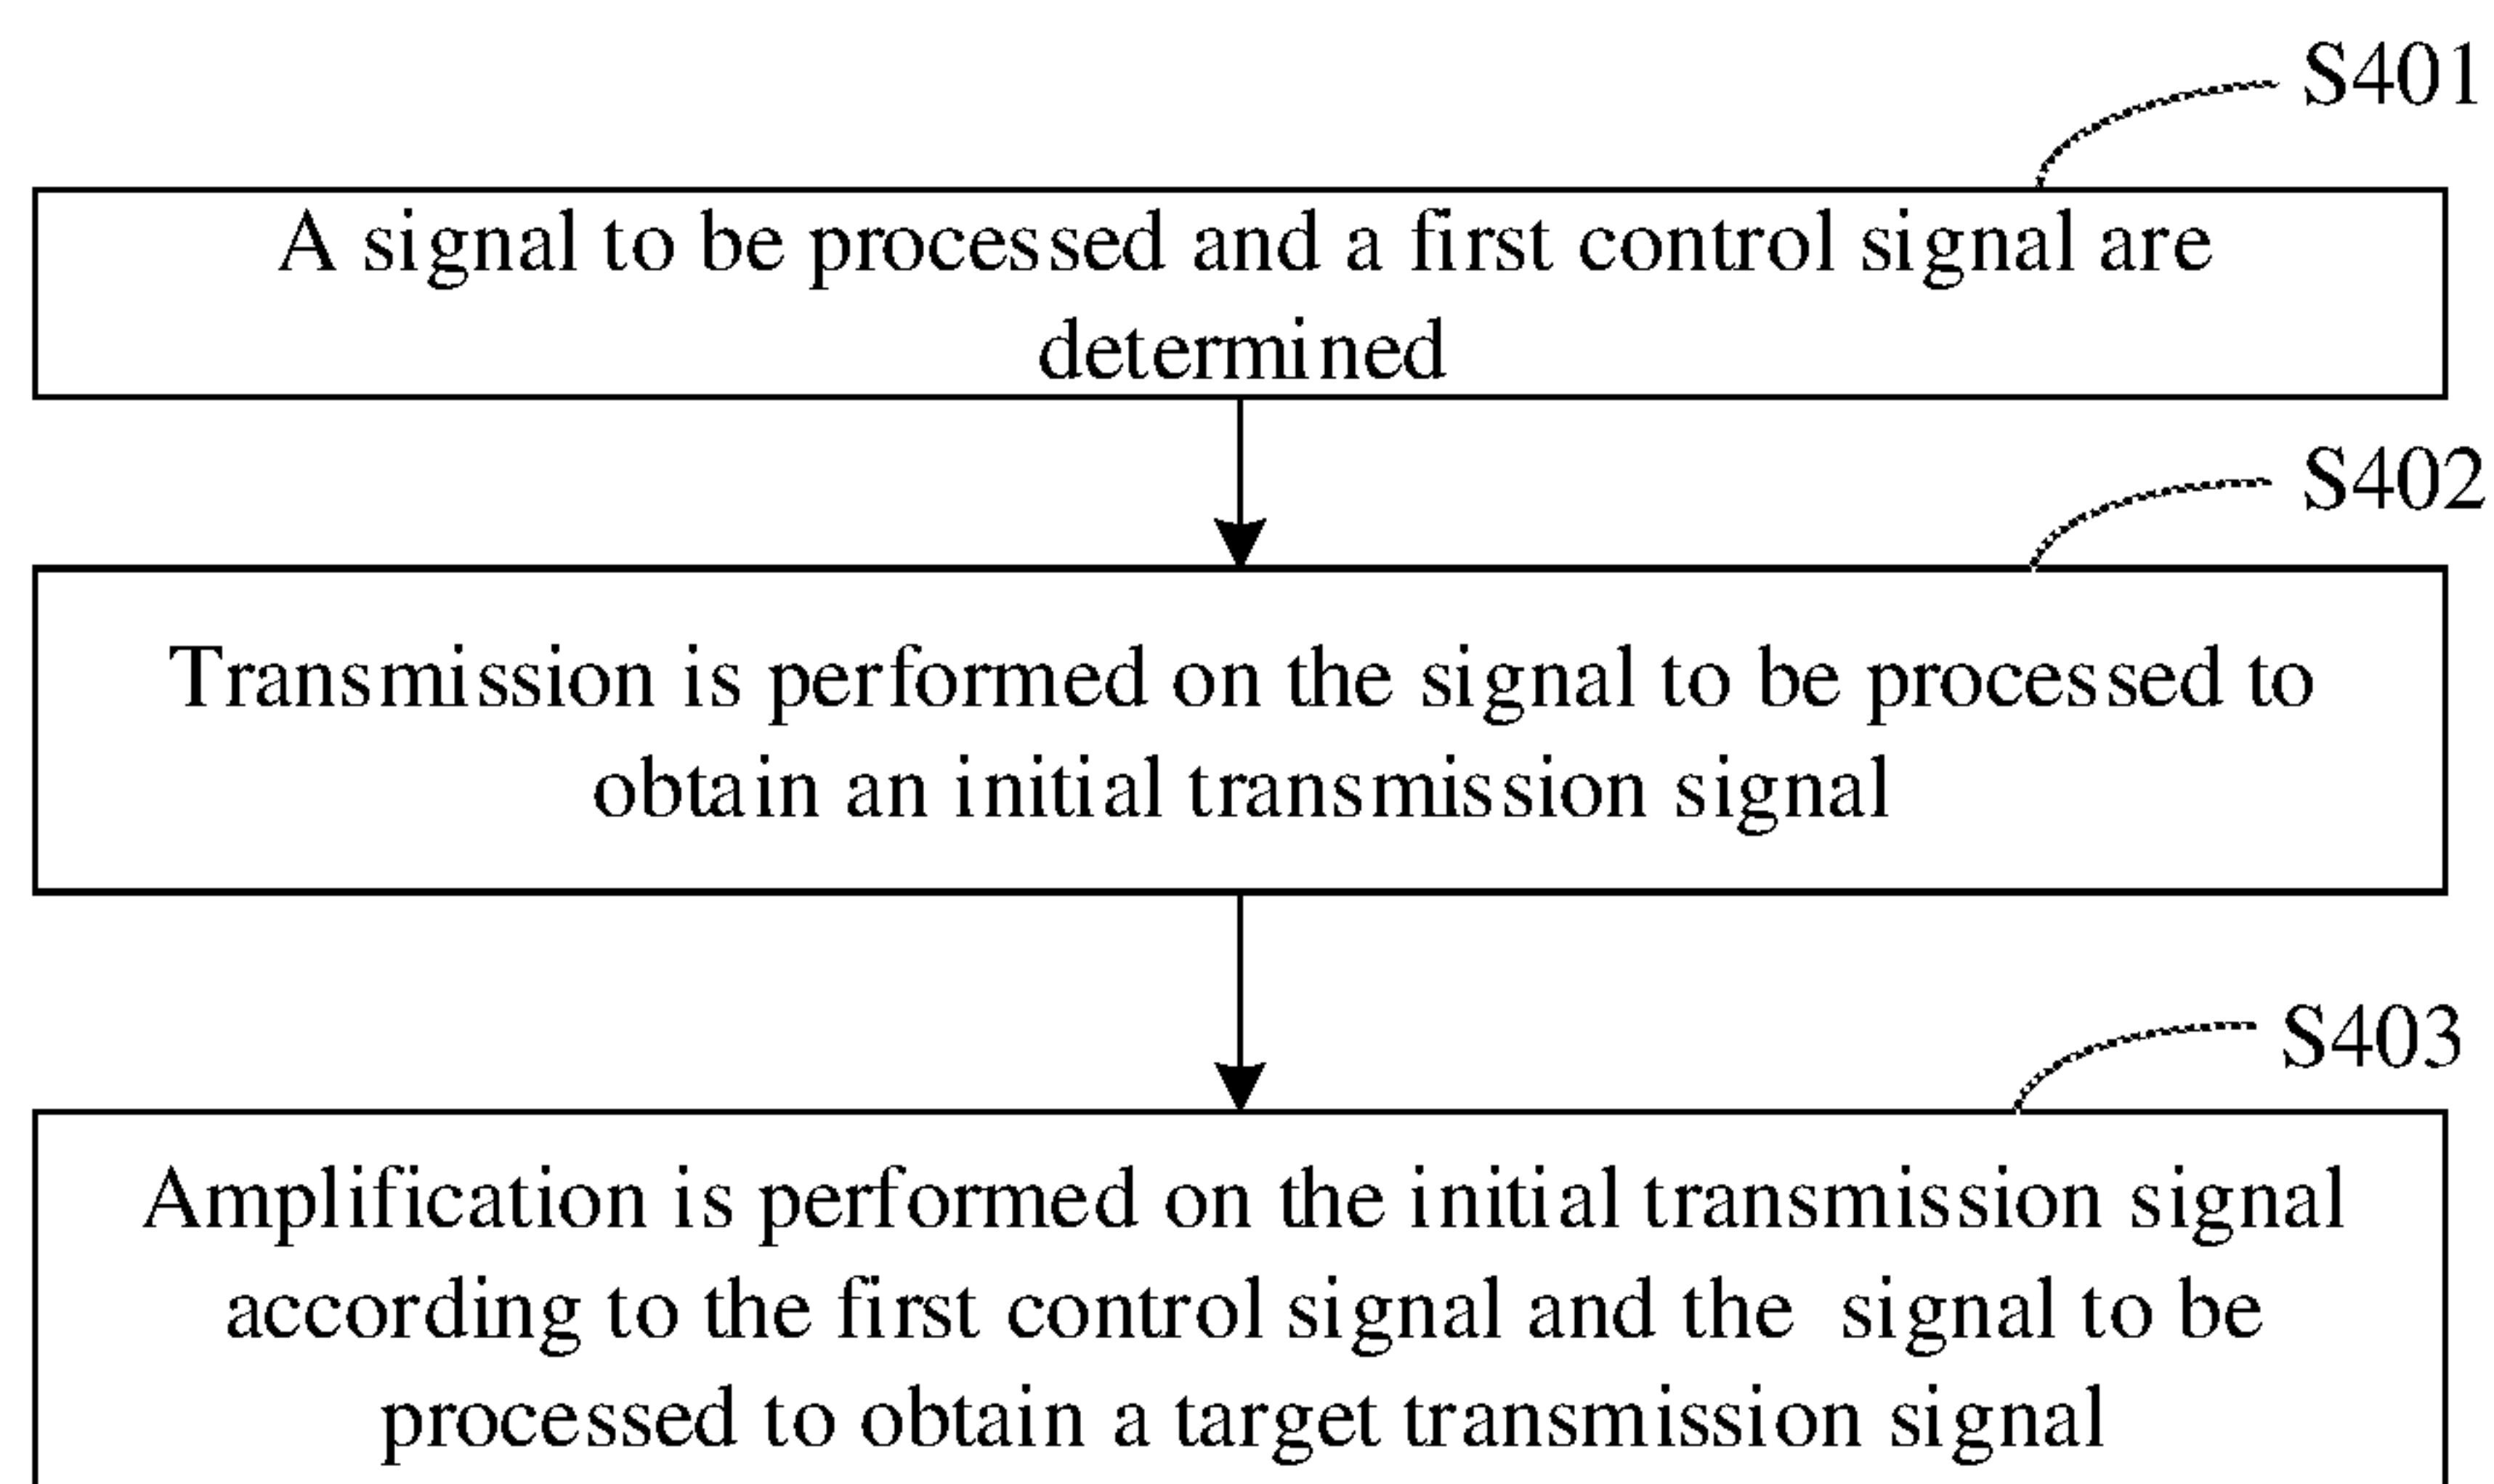 S401
A signal to be processed and a first control signal are
determined
S402
Transmission is performed on the signal to be processed to
obtain an initial transmission signal
S403
Amplification is performed on the initial transmission signal
according to the first control signal and the signal to be
processed to obtain a target transmission signal